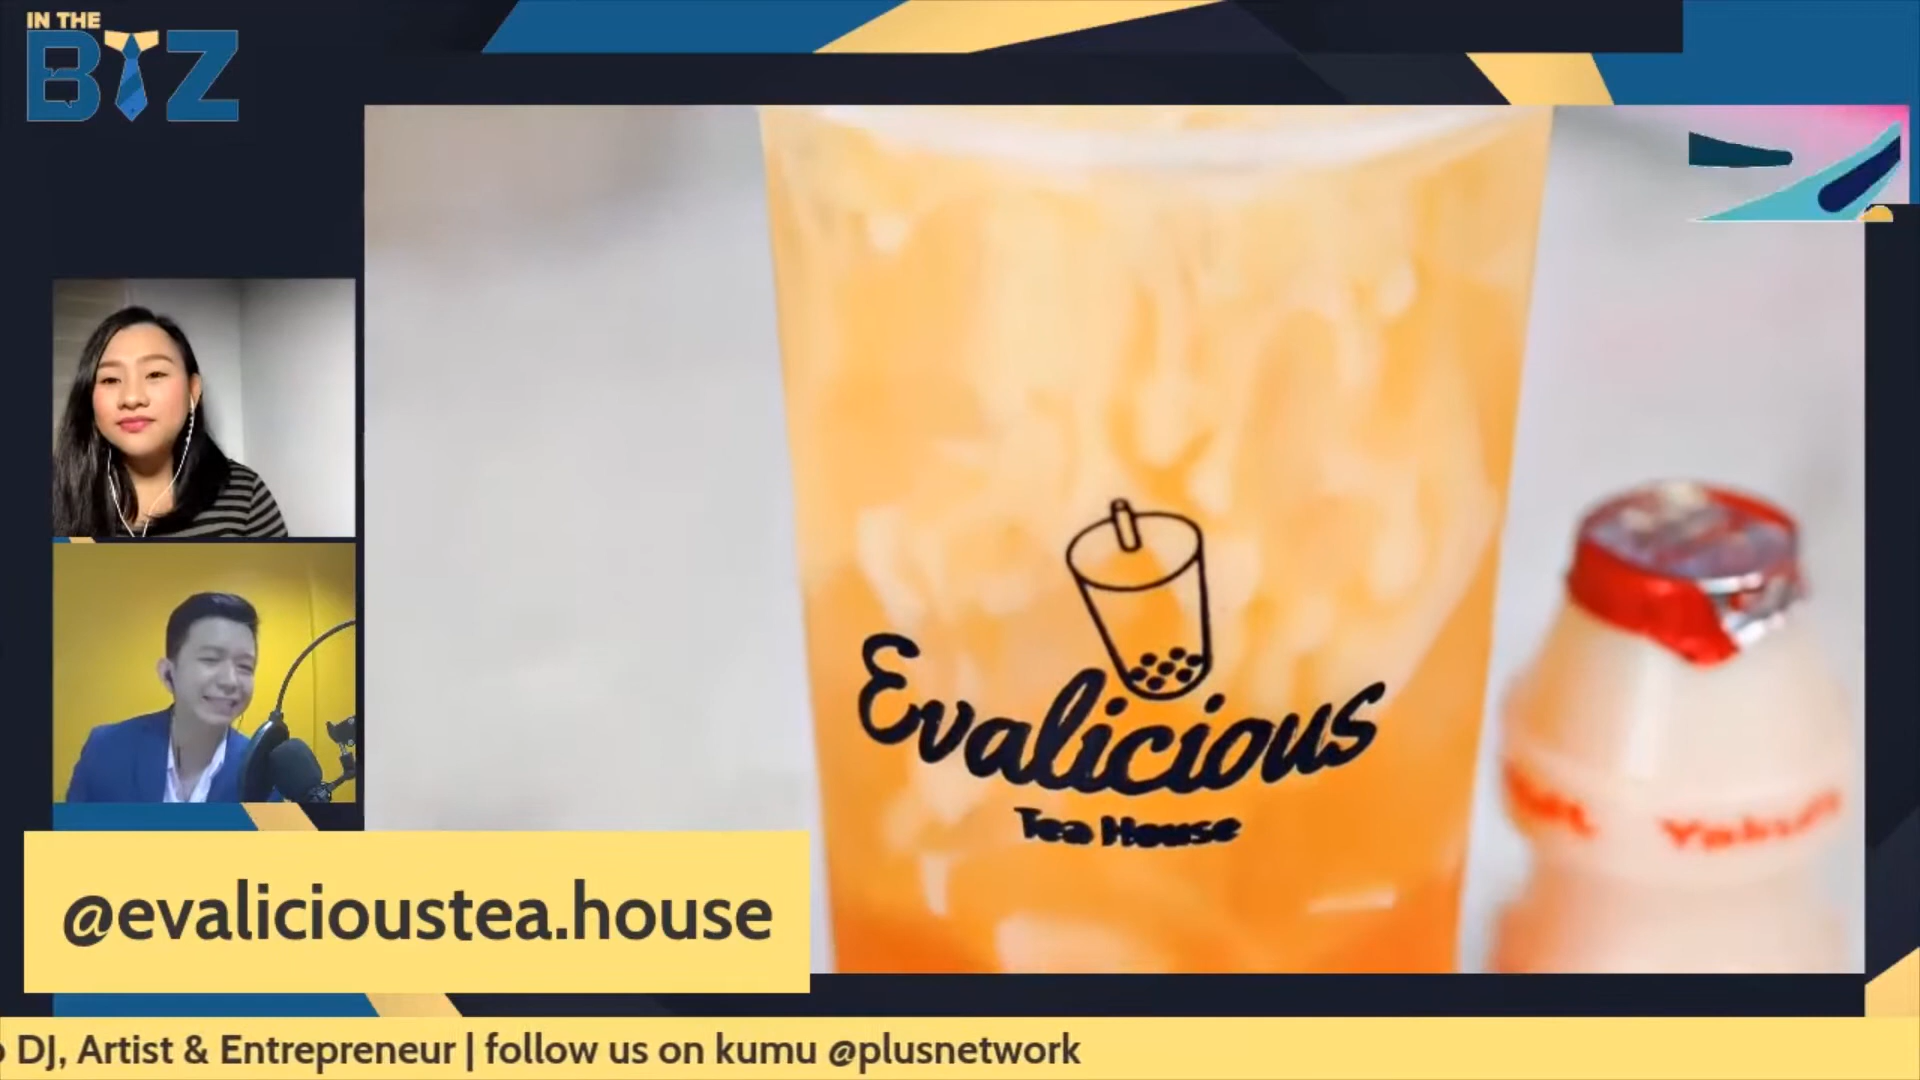 IN THE
BIZ
Evalicious
Tea House
Yakult
@evalicioustea.house
DJ, Artist & Entrepreneur | follow us on kumu @plusnetwork